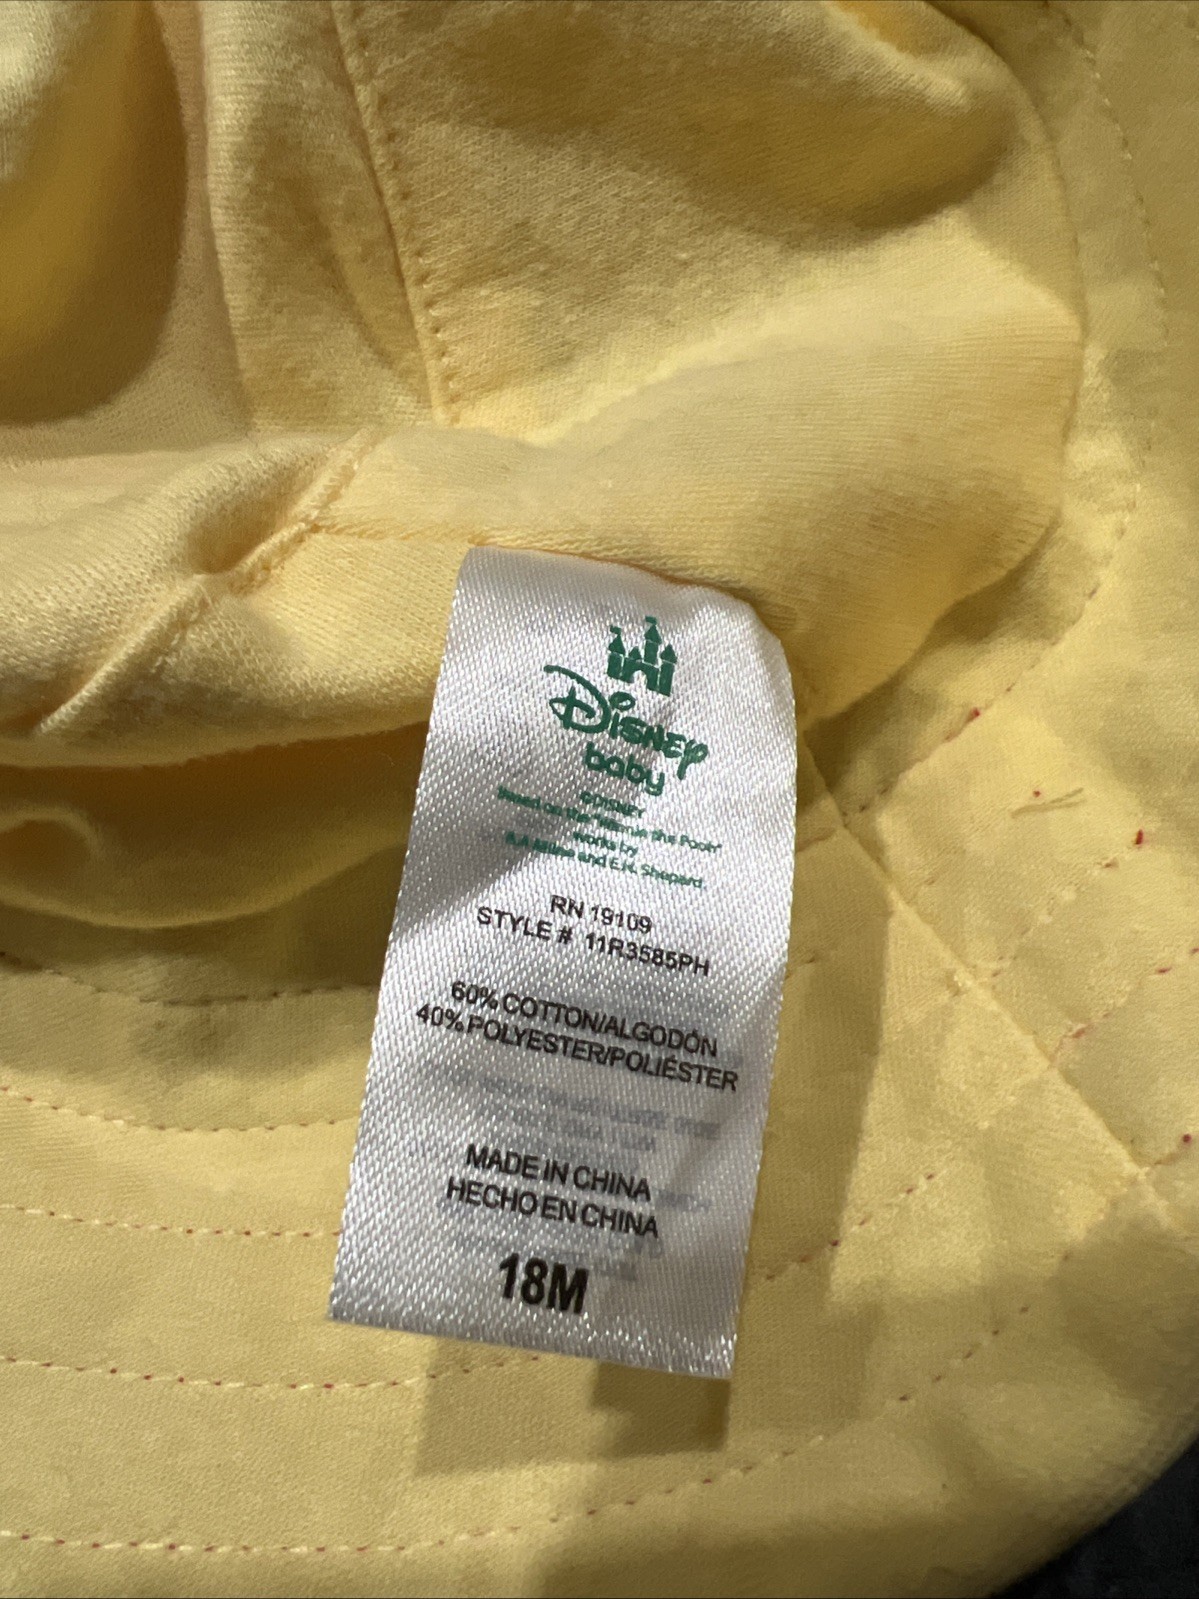 Disney
baby
©DISNEY
Based on the "Winnie the Pooh"
works by
A.A Milne and E.H. Shepard.
RN 19109
STYLE # 11R3585PH
60% COTTON/ALGODÓN
40% POLYESTER/POLIÉSTER
MADE IN CHINA
HECHO EN CHINA
18M